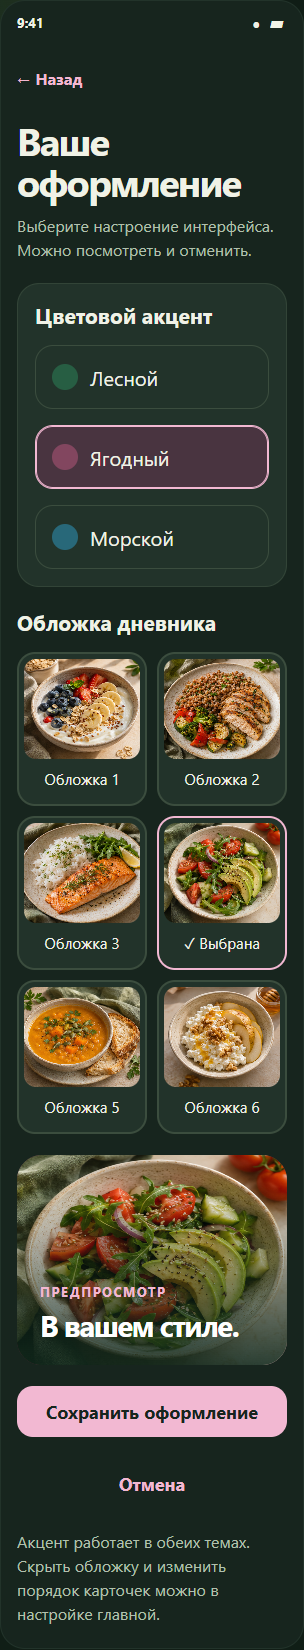 9:41
← Назад
Ваше
оформление
Выберите настроение интерфейса.
Можно посмотреть и отменить.
Цветовой акцент
Лесной
Ягодный
Морской
Обложка дневника
Обложка 1
Обложка 2
Обложка 3
✓ Выбрана
Обложка 5
Обложка 6
ПРЕДПРОСМОТР
В вашем стиле.
Сохранить оформление
Отмена
Акцент работает в обеих темах.
Скрыть обложку и изменить
порядок карточек можно в
настройке главной.